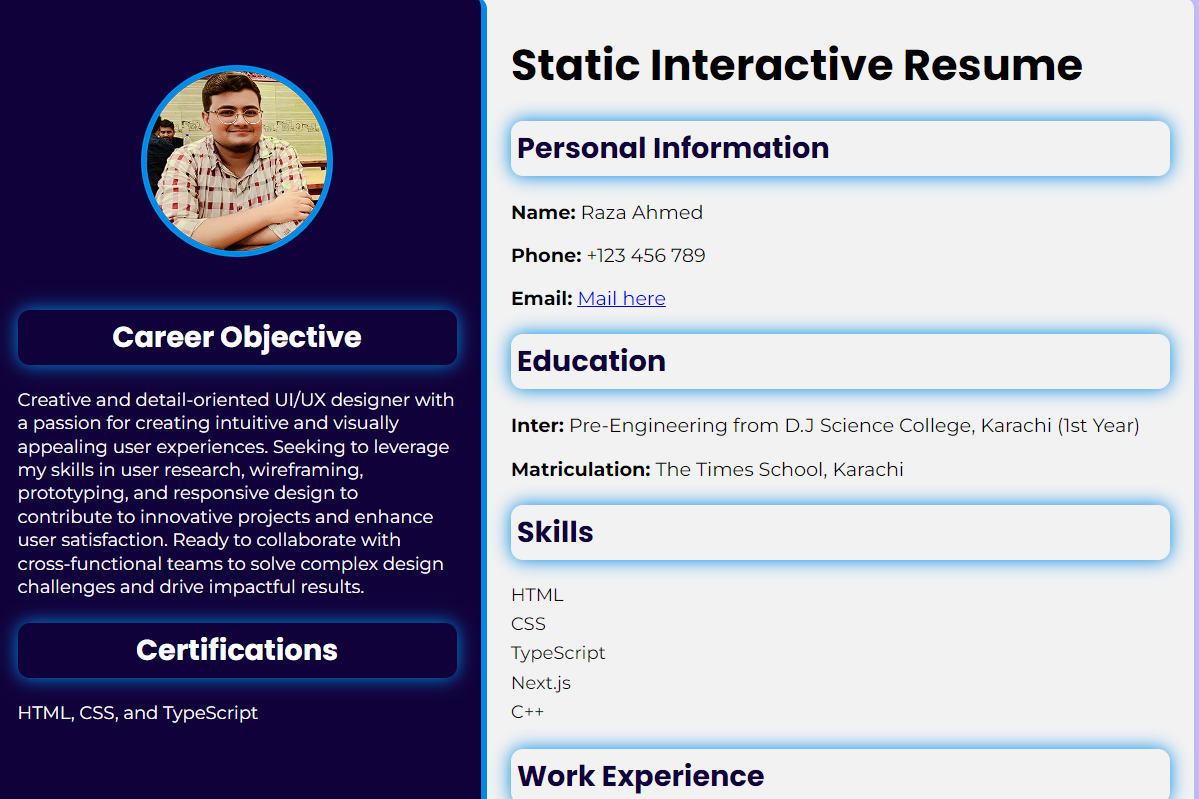 Career Objective
Creative and detail-oriented UI/UX designer with
a passion for creating intuitive and visually
appealing user experiences. Seeking to leverage
my skills in user research, wireframing,
prototyping, and responsive design to
contribute to innovative projects and enhance
user satisfaction. Ready to collaborate with
cross-functional teams to solve complex design
challenges and drive impactful results.
Certifications
HTML, CSS, and TypeScript
Static Interactive Resume
Personal Information
Name: Raza Ahmed
Phone: +123 456 789
Email: Mail here
Education
Inter: Pre-Engineering from D.J Science College, Karachi (1st Year)
Matriculation: The Times School, Karachi
Skills
HTML
CSS
TypeScript
Next.js
C++
Work Experience